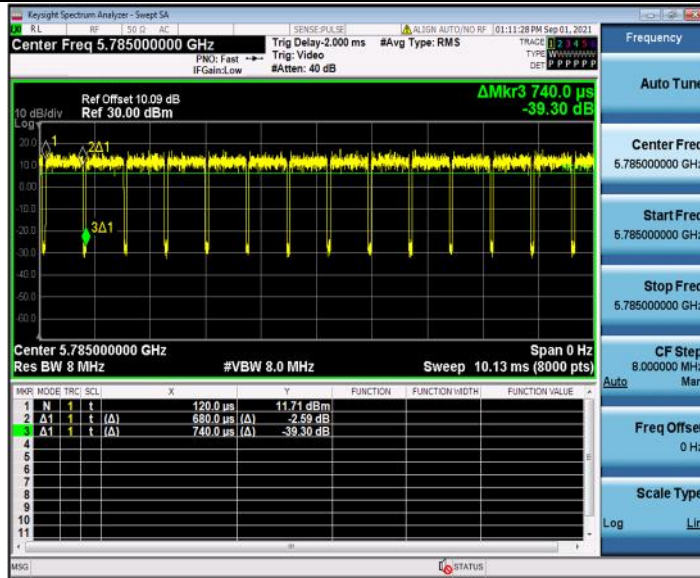 Keysight Spectrum Analyzer - Swept SA
RL RF 50 Ω AC SENSE:PULSE ALIGN AUTO/NO RF 01:11:28 PM Sep 01, 2021
Center Freq 5.785000000 GHz Trig Delay-2.000 ms #Avg Type: RMS TRACE 1 2 3 4 5 6
PNO: Fast Trig: Video TYPE
IFGain:Low #Atten: 40 dB DET P P P P P P
Frequency
Auto Tune
ΔMkr3 740.0 µs
Ref Offset 10.09 dB
-39.30 dB
10 dB/div Ref 30.00 dBm
Log
1
2Δ1
3Δ1
20.0
10.0
0.00
-10.0
-20.0
-30.0
-40.0
-50.0
-60.0
Center 5.785000000 GHz Span 0 Hz
Res BW 8 MHz #VBW 8.0 MHz Sweep 10.13 ms (8000 pts)
MKR MODE TRC SCL X Y FUNCTION FUNCTION WIDTH FUNCTION VALUE
1 N 1 t 120.0 µs 11.71 dBm
2 Δ1 1 t (Δ) 680.0 µs (Δ) -2.59 dB
3 Δ1 1 t (Δ) 740.0 µs (Δ) -39.30 dB
4
5
6
7
8
9
10
11
Center Freq
5.785000000 GHz
Start Freq
5.785000000 GHz
Stop Freq
5.785000000 GHz
CF Step
8.000000 MHz
Auto Man
Freq Offset
0 Hz
Scale Type
Log Lin
MSG STATUS